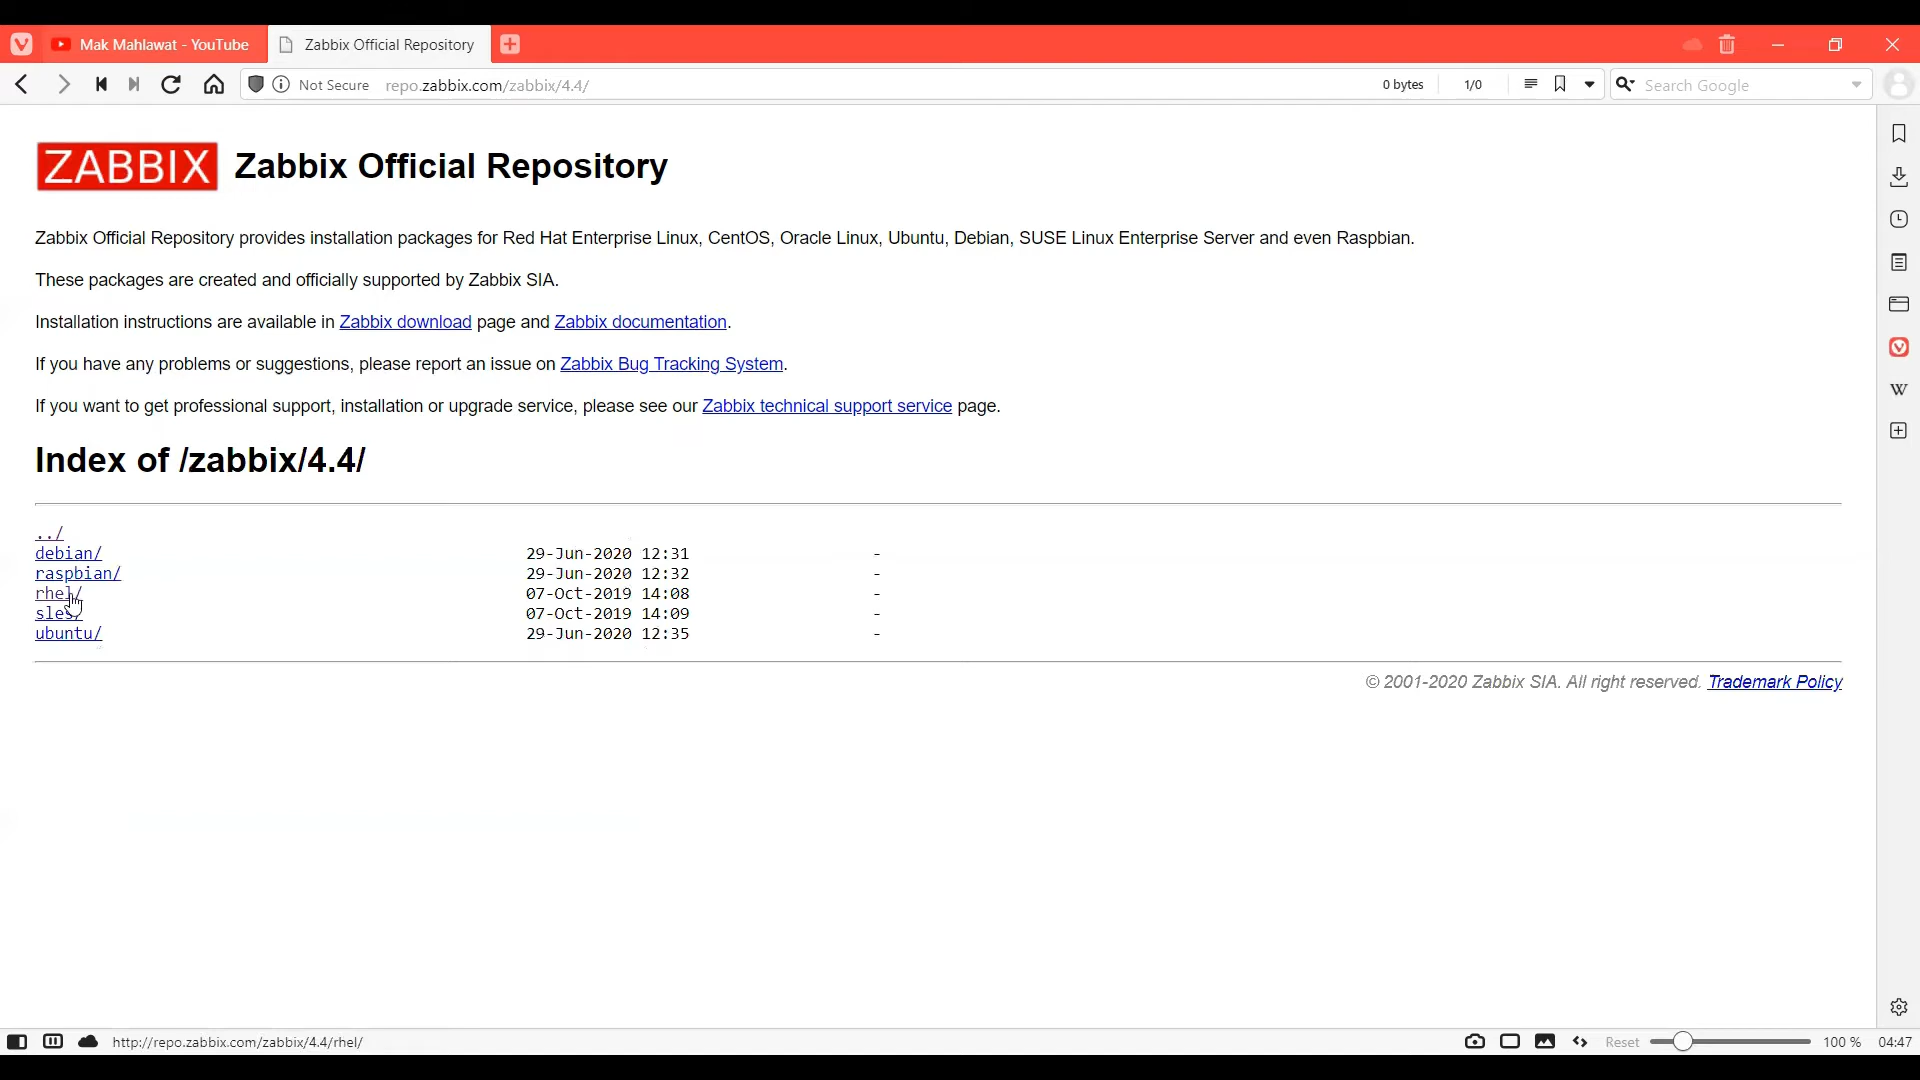 Mak Mahlawat - YouTube
Zabbix Official Repository
Not Secure repo.zabbix.com/zabbix/4.4/
0 bytes
1/0
Search Google
ZABBIX Zabbix Official Repository
Zabbix Official Repository provides installation packages for Red Hat Enterprise Linux, CentOS, Oracle Linux, Ubuntu, Debian, SUSE Linux Enterprise Server and even Raspbian.
These packages are created and officially supported by Zabbix SIA.
Installation instructions are available in Zabbix download page and Zabbix documentation.
If you have any problems or suggestions, please report an issue on Zabbix Bug Tracking System.
If you want to get professional support, installation or upgrade service, please see our Zabbix technical support service page.
Index of /zabbix/4.4/
../
debian/ 29-Jun-2020 12:31 -
raspbian/ 29-Jun-2020 12:32 -
rhel/ 07-Oct-2019 14:08 -
sles/ 07-Oct-2019 14:09 -
ubuntu/ 29-Jun-2020 12:35 -
© 2001-2020 Zabbix SIA. All right reserved. Trademark Policy
W
http://repo.zabbix.com/zabbix/4.4/rhel/
Reset
100 %
04:47